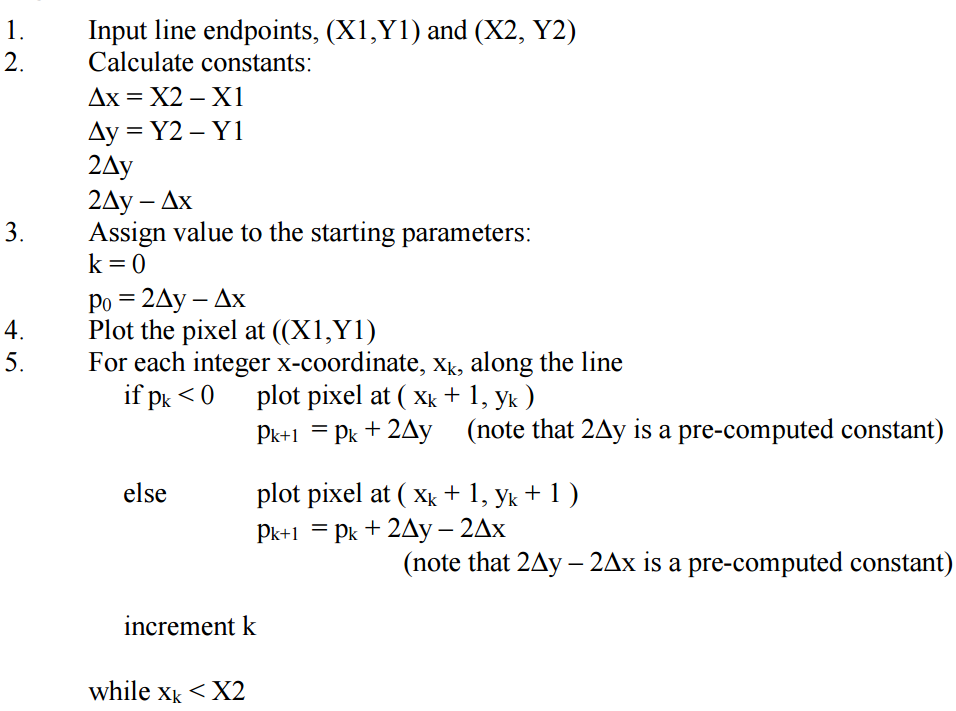 1. Input line endpoints, (X1,Y1) and (X2, Y2)
2. Calculate constants:
Δx = X2 – X1
Δy = Y2 – Y1
2Δy
2Δy – Δx
3. Assign value to the starting parameters:
k = 0
p₀ = 2Δy – Δx
4. Plot the pixel at ((X1,Y1)
5. For each integer x-coordinate, xₖ, along the line
if pₖ < 0 plot pixel at ( xₖ + 1, yₖ )
pₖ₊₁ = pₖ + 2Δy (note that 2Δy is a pre-computed constant)
else plot pixel at ( xₖ + 1, yₖ + 1 )
pₖ₊₁ = pₖ + 2Δy – 2Δx
(note that 2Δy – 2Δx is a pre-computed constant)
increment k
while xₖ < X2